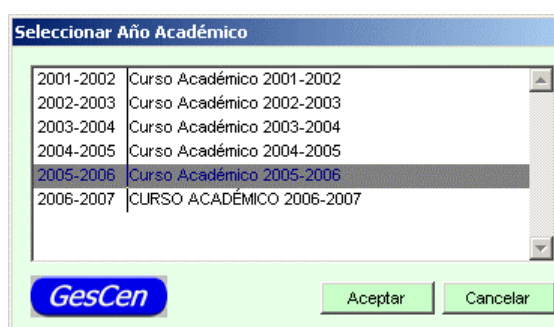 Seleccionar Año Académico
2001-2002 Curso Académico 2001-2002
2002-2003 Curso Académico 2002-2003
2003-2004 Curso Académico 2003-2004
2004-2005 Curso Académico 2004-2005
2005-2006 Curso Académico 2005-2006
2006-2007 CURSO ACADÉMICO 2006-2007
GesCen Aceptar Cancelar